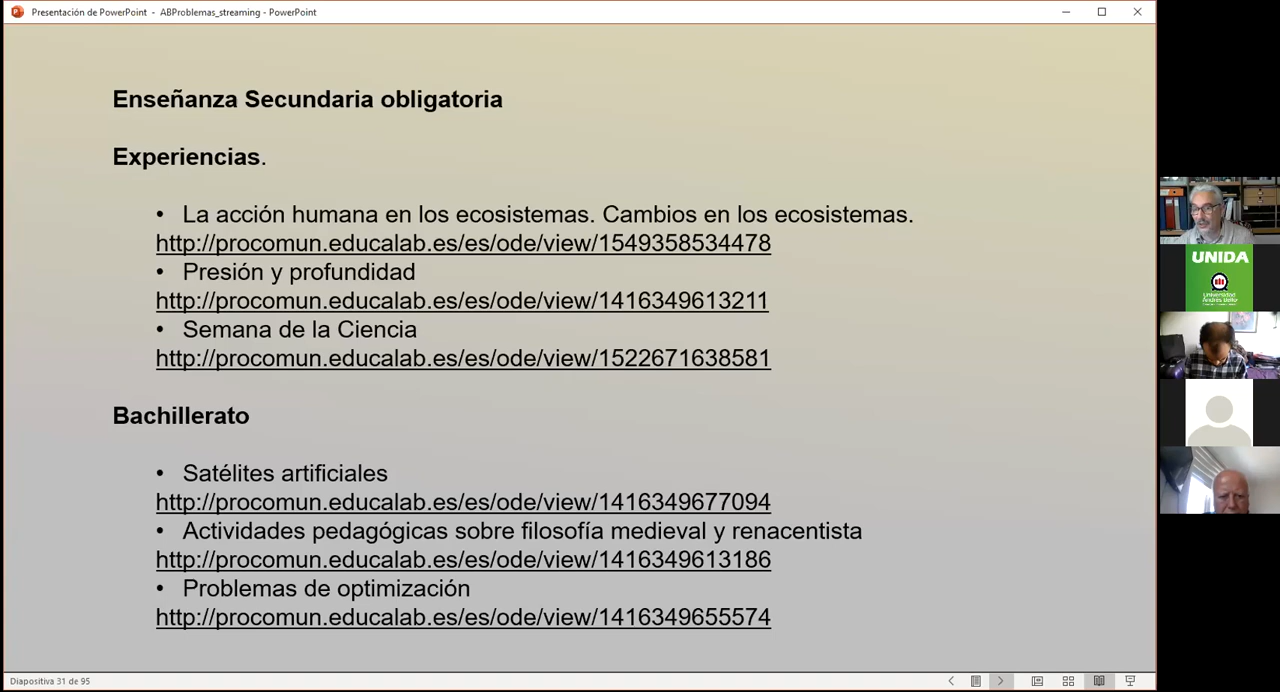 Presentación de PowerPoint - ABProblemas_streaming - PowerPoint
Enseñanza Secundaria obligatoria
Experiencias.
• La acción humana en los ecosistemas. Cambios en los ecosistemas.
http://procomun.educalab.es/es/ode/view/1549358534478
• Presión y profundidad
http://procomun.educalab.es/es/ode/view/1416349613211
• Semana de la Ciencia
http://procomun.educalab.es/es/ode/view/1522671638581
Bachillerato
• Satélites artificiales
http://procomun.educalab.es/es/ode/view/1416349677094
• Actividades pedagógicas sobre filosofía medieval y renacentista
http://procomun.educalab.es/es/ode/view/1416349613186
• Problemas de optimización
http://procomun.educalab.es/es/ode/view/1416349655574
Diapositiva 31 de 95
UNIDA
Universidad
Andrés Bello